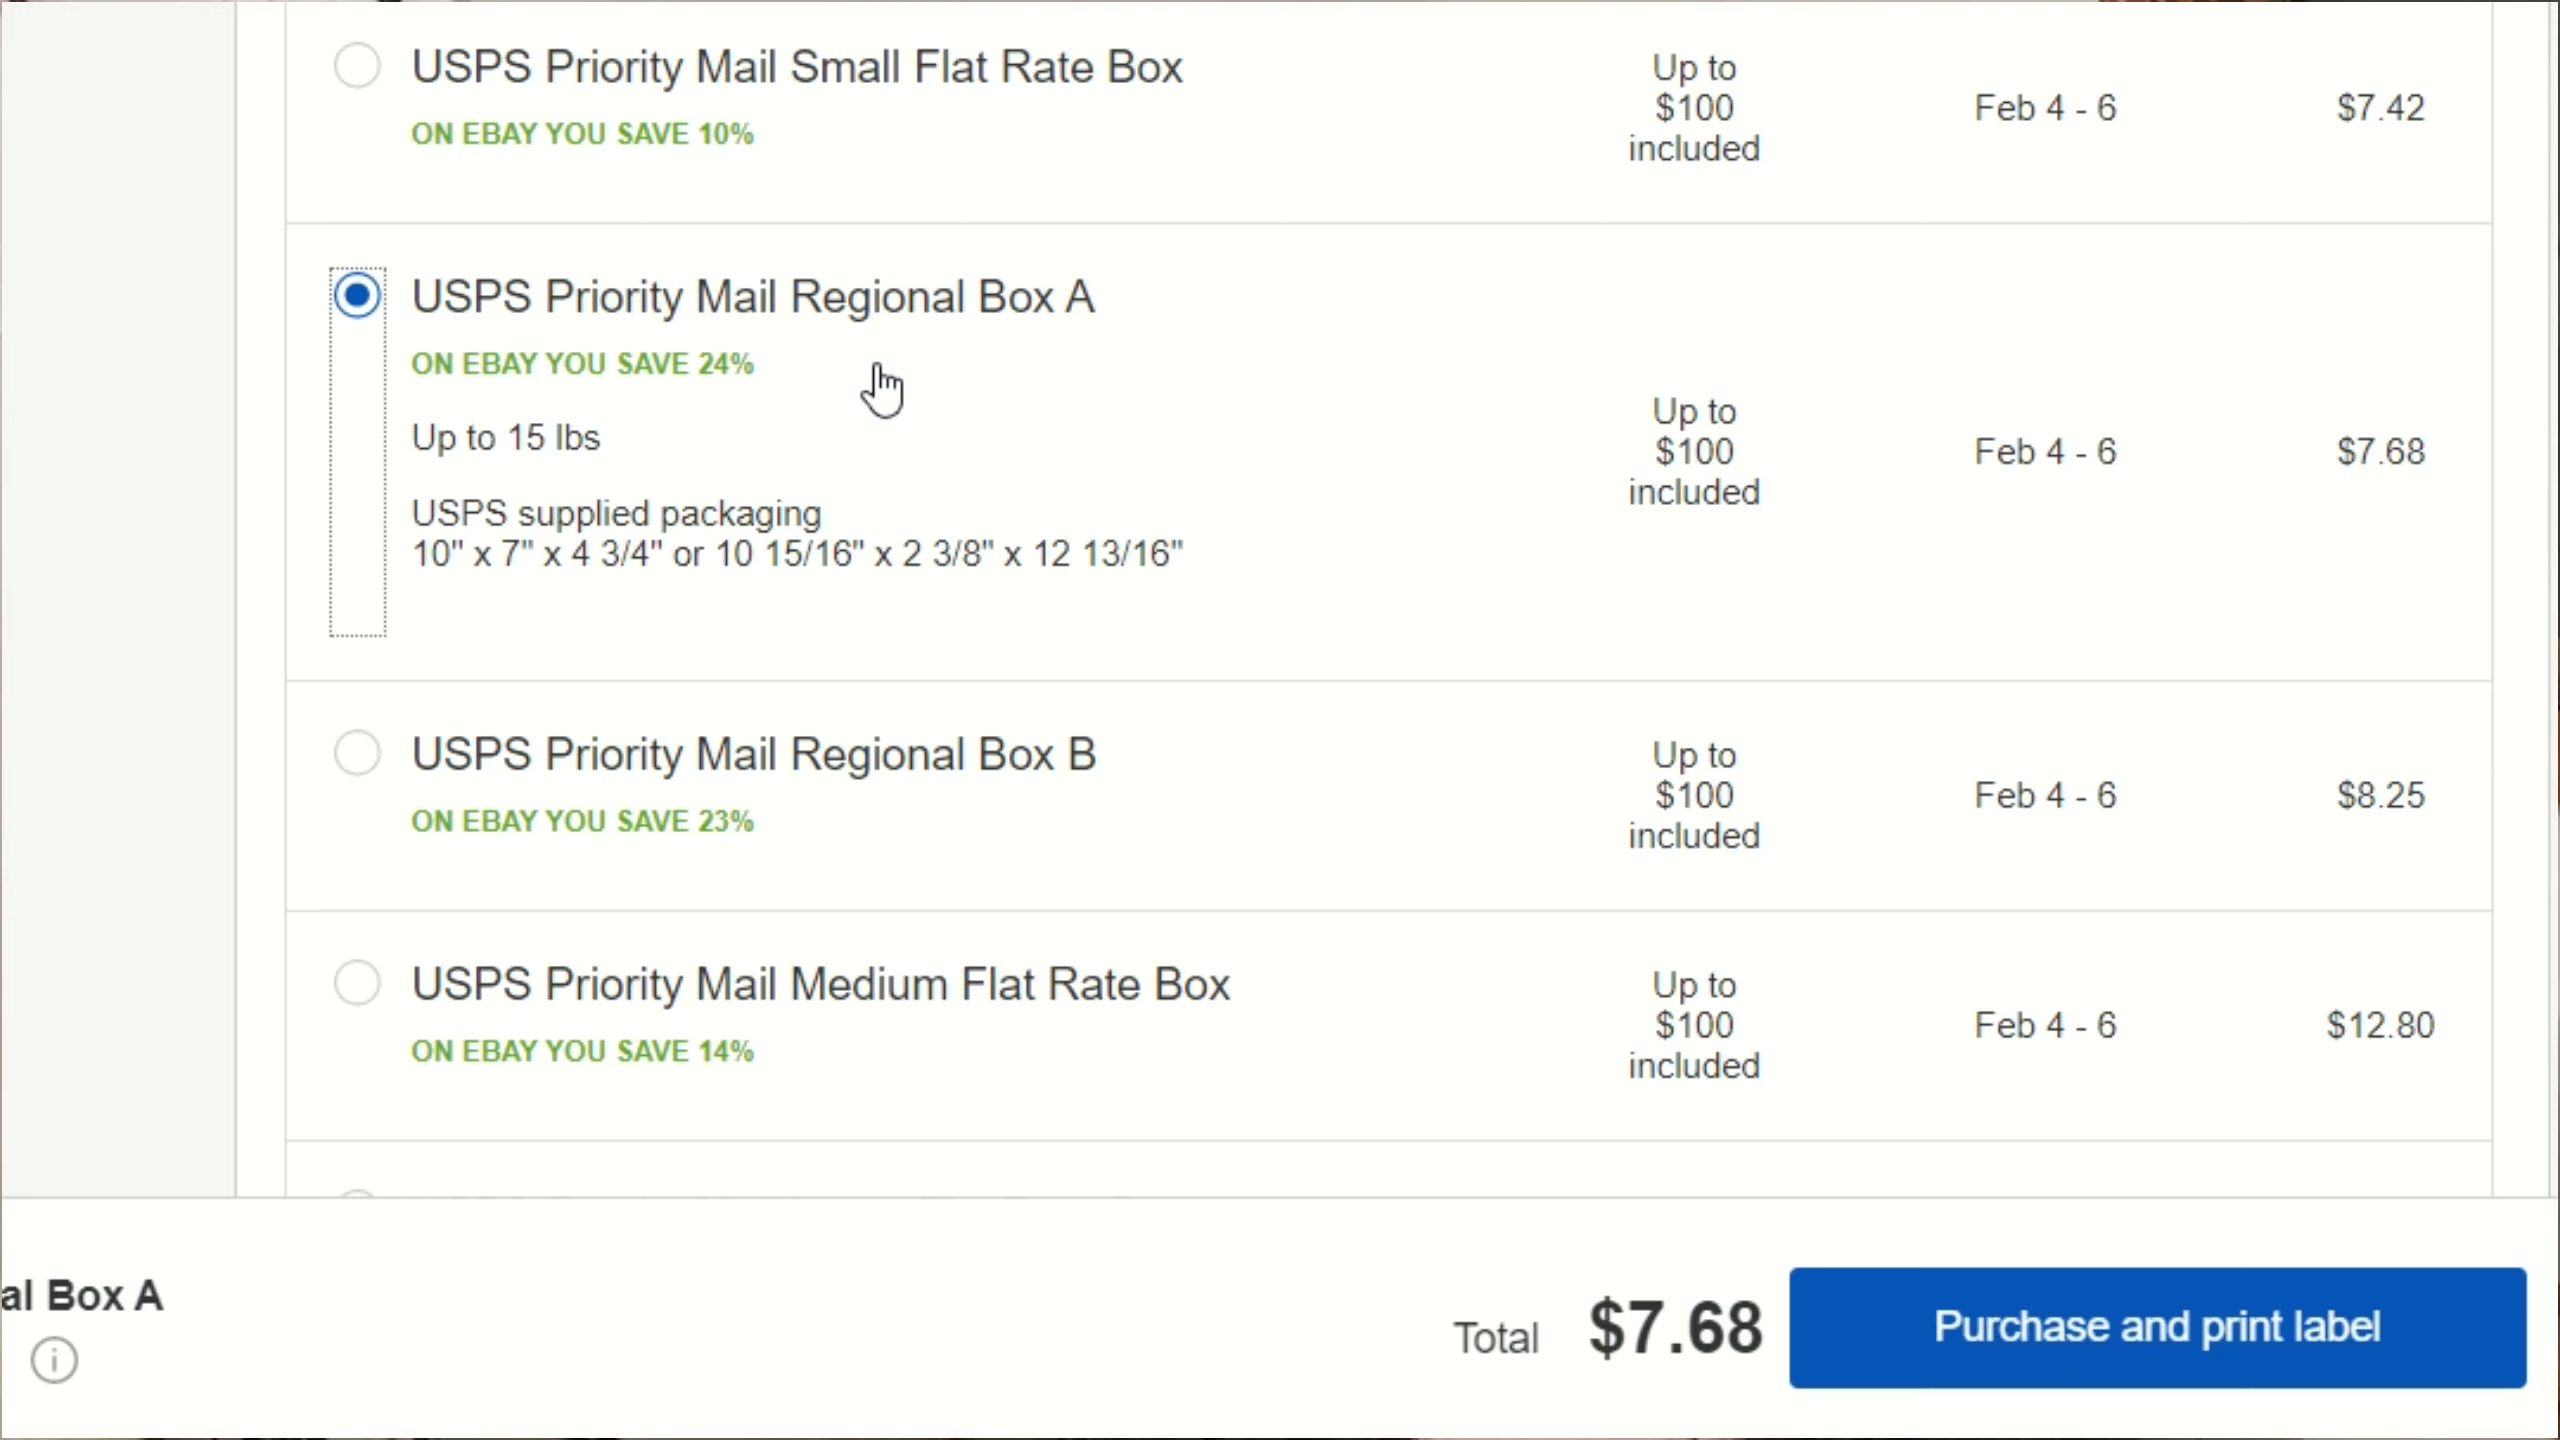 USPS Priority Mail Small Flat Rate Box
ON EBAY YOU SAVE 10%
Up to
$100
included
Feb 4 - 6
$7.42
USPS Priority Mail Regional Box A
ON EBAY YOU SAVE 24%
Up to 15 lbs
USPS supplied packaging
10" x 7" x 4 3/4" or 10 15/16" x 2 3/8" x 12 13/16"
Up to
$100
included
Feb 4 - 6
$7.68
USPS Priority Mail Regional Box B
ON EBAY YOU SAVE 23%
Up to
$100
included
Feb 4 - 6
$8.25
USPS Priority Mail Medium Flat Rate Box
ON EBAY YOU SAVE 14%
Up to
$100
included
Feb 4 - 6
$12.80
al Box A
Total $7.68
Purchase and print label